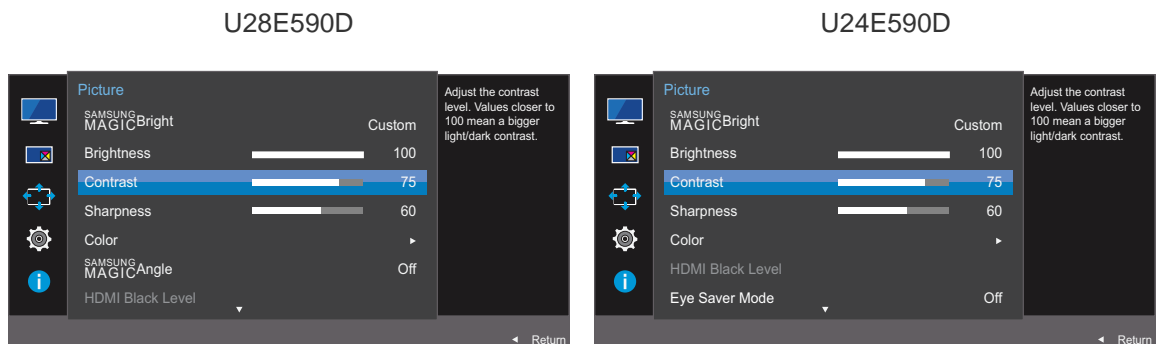 U28E590D
Picture
SAMSUNG
MAGICBright Custom
Brightness 100
Contrast 75
Sharpness 60
Color
SAMSUNG
MAGICAngle Off
HDMI Black Level
Adjust the contrast
level. Values closer to
100 mean a bigger
light/dark contrast.
Return
U24E590D
Picture
SAMSUNG
MAGICBright Custom
Brightness 100
Contrast 75
Sharpness 60
Color
HDMI Black Level
Eye Saver Mode Off
Adjust the contrast
level. Values closer to
100 mean a bigger
light/dark contrast.
Return